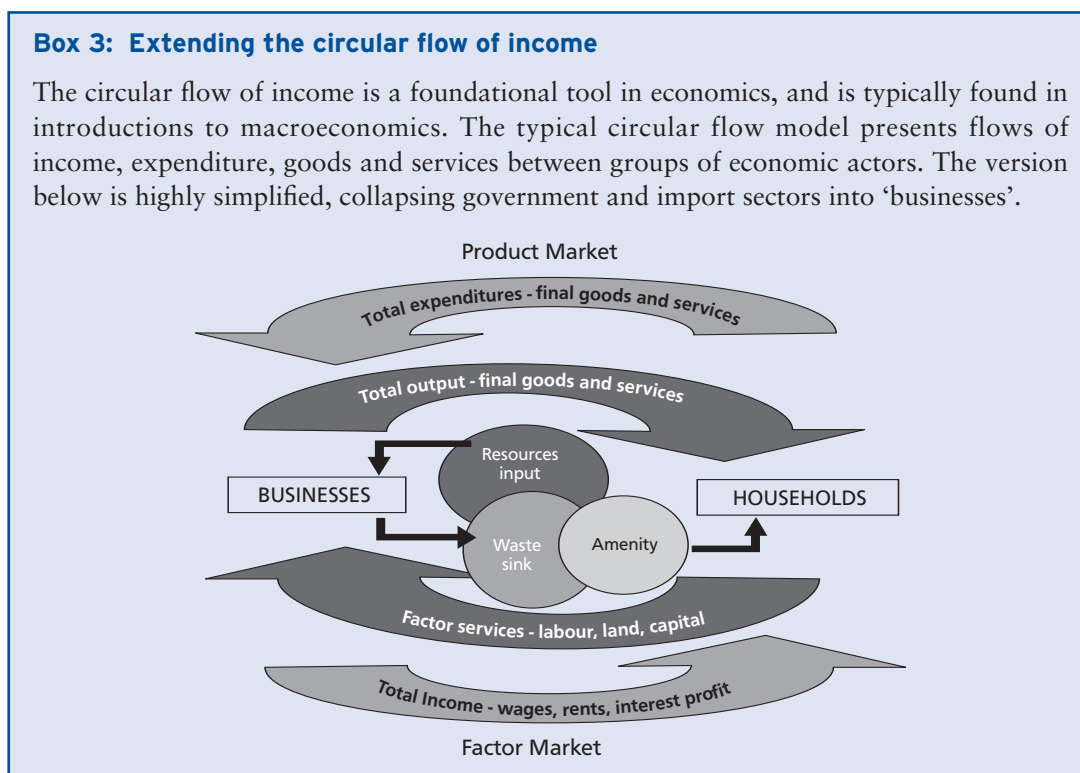 Box 3: Extending the circular flow of income
The circular flow of income is a foundational tool in economics, and is typically found in
introductions to macroeconomics. The typical circular flow model presents flows of
income, expenditure, goods and services between groups of economic actors. The version
below is highly simplified, collapsing government and import sectors into ‘businesses’.
Product Market
Total expenditures - final goods and services
Total output - final goods and services
Resources
input
BUSINESSES
HOUSEHOLDS
Waste
sink
Amenity
Factor services - labour, land, capital
Total Income - wages, rents, interest profit
Factor Market